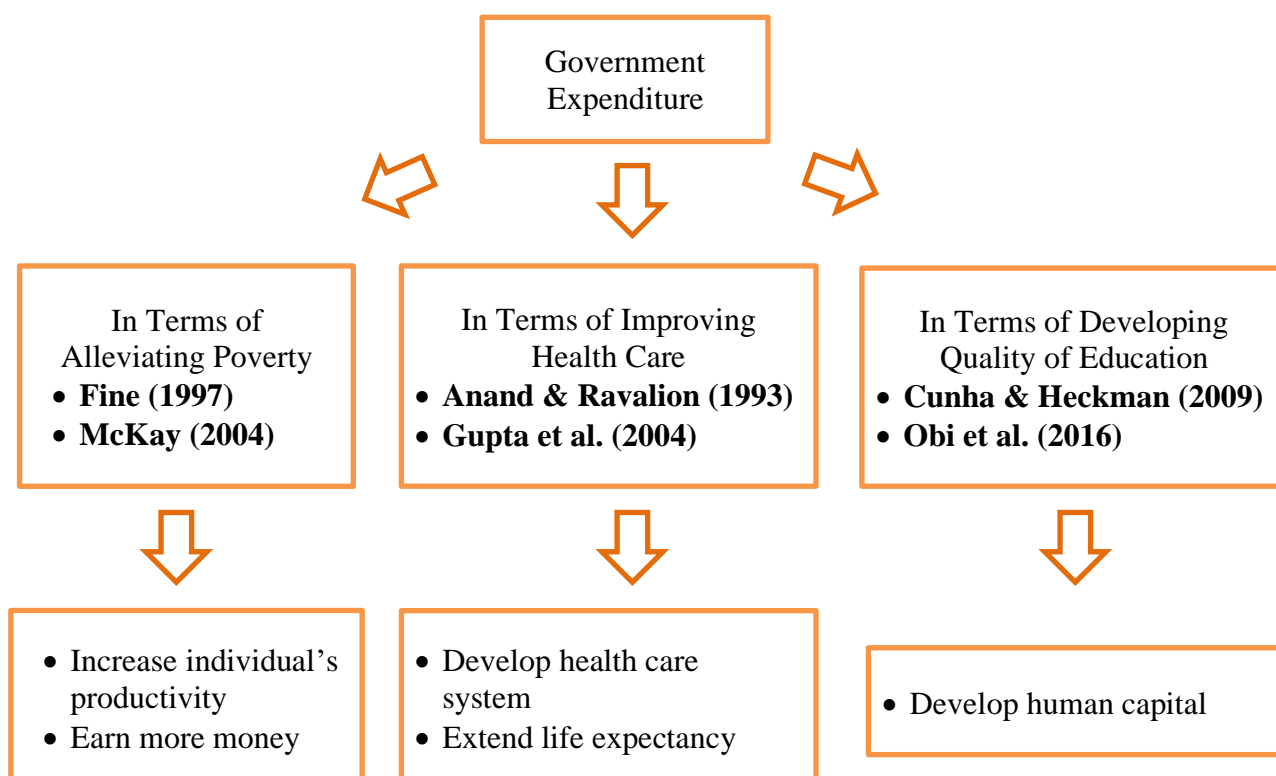 Government
Expenditure
In Terms of
Alleviating Poverty
• Fine (1997)
• McKay (2004)
In Terms of Improving
Health Care
• Anand & Ravalion (1993)
• Gupta et al. (2004)
In Terms of Developing
Quality of Education
• Cunha & Heckman (2009)
• Obi et al. (2016)
• Increase individual’s
productivity
• Earn more money
• Develop health care
system
• Extend life expectancy
• Develop human capital